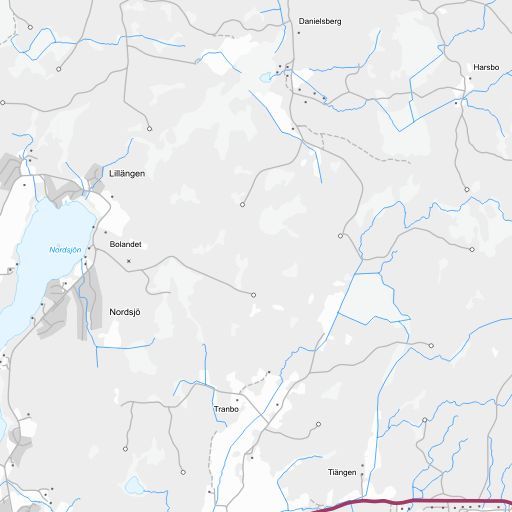 Danielsberg
Harsbo
Lillängen
Bolandet
Nordsjön
Nordsjö
Tranbo
Tiängen